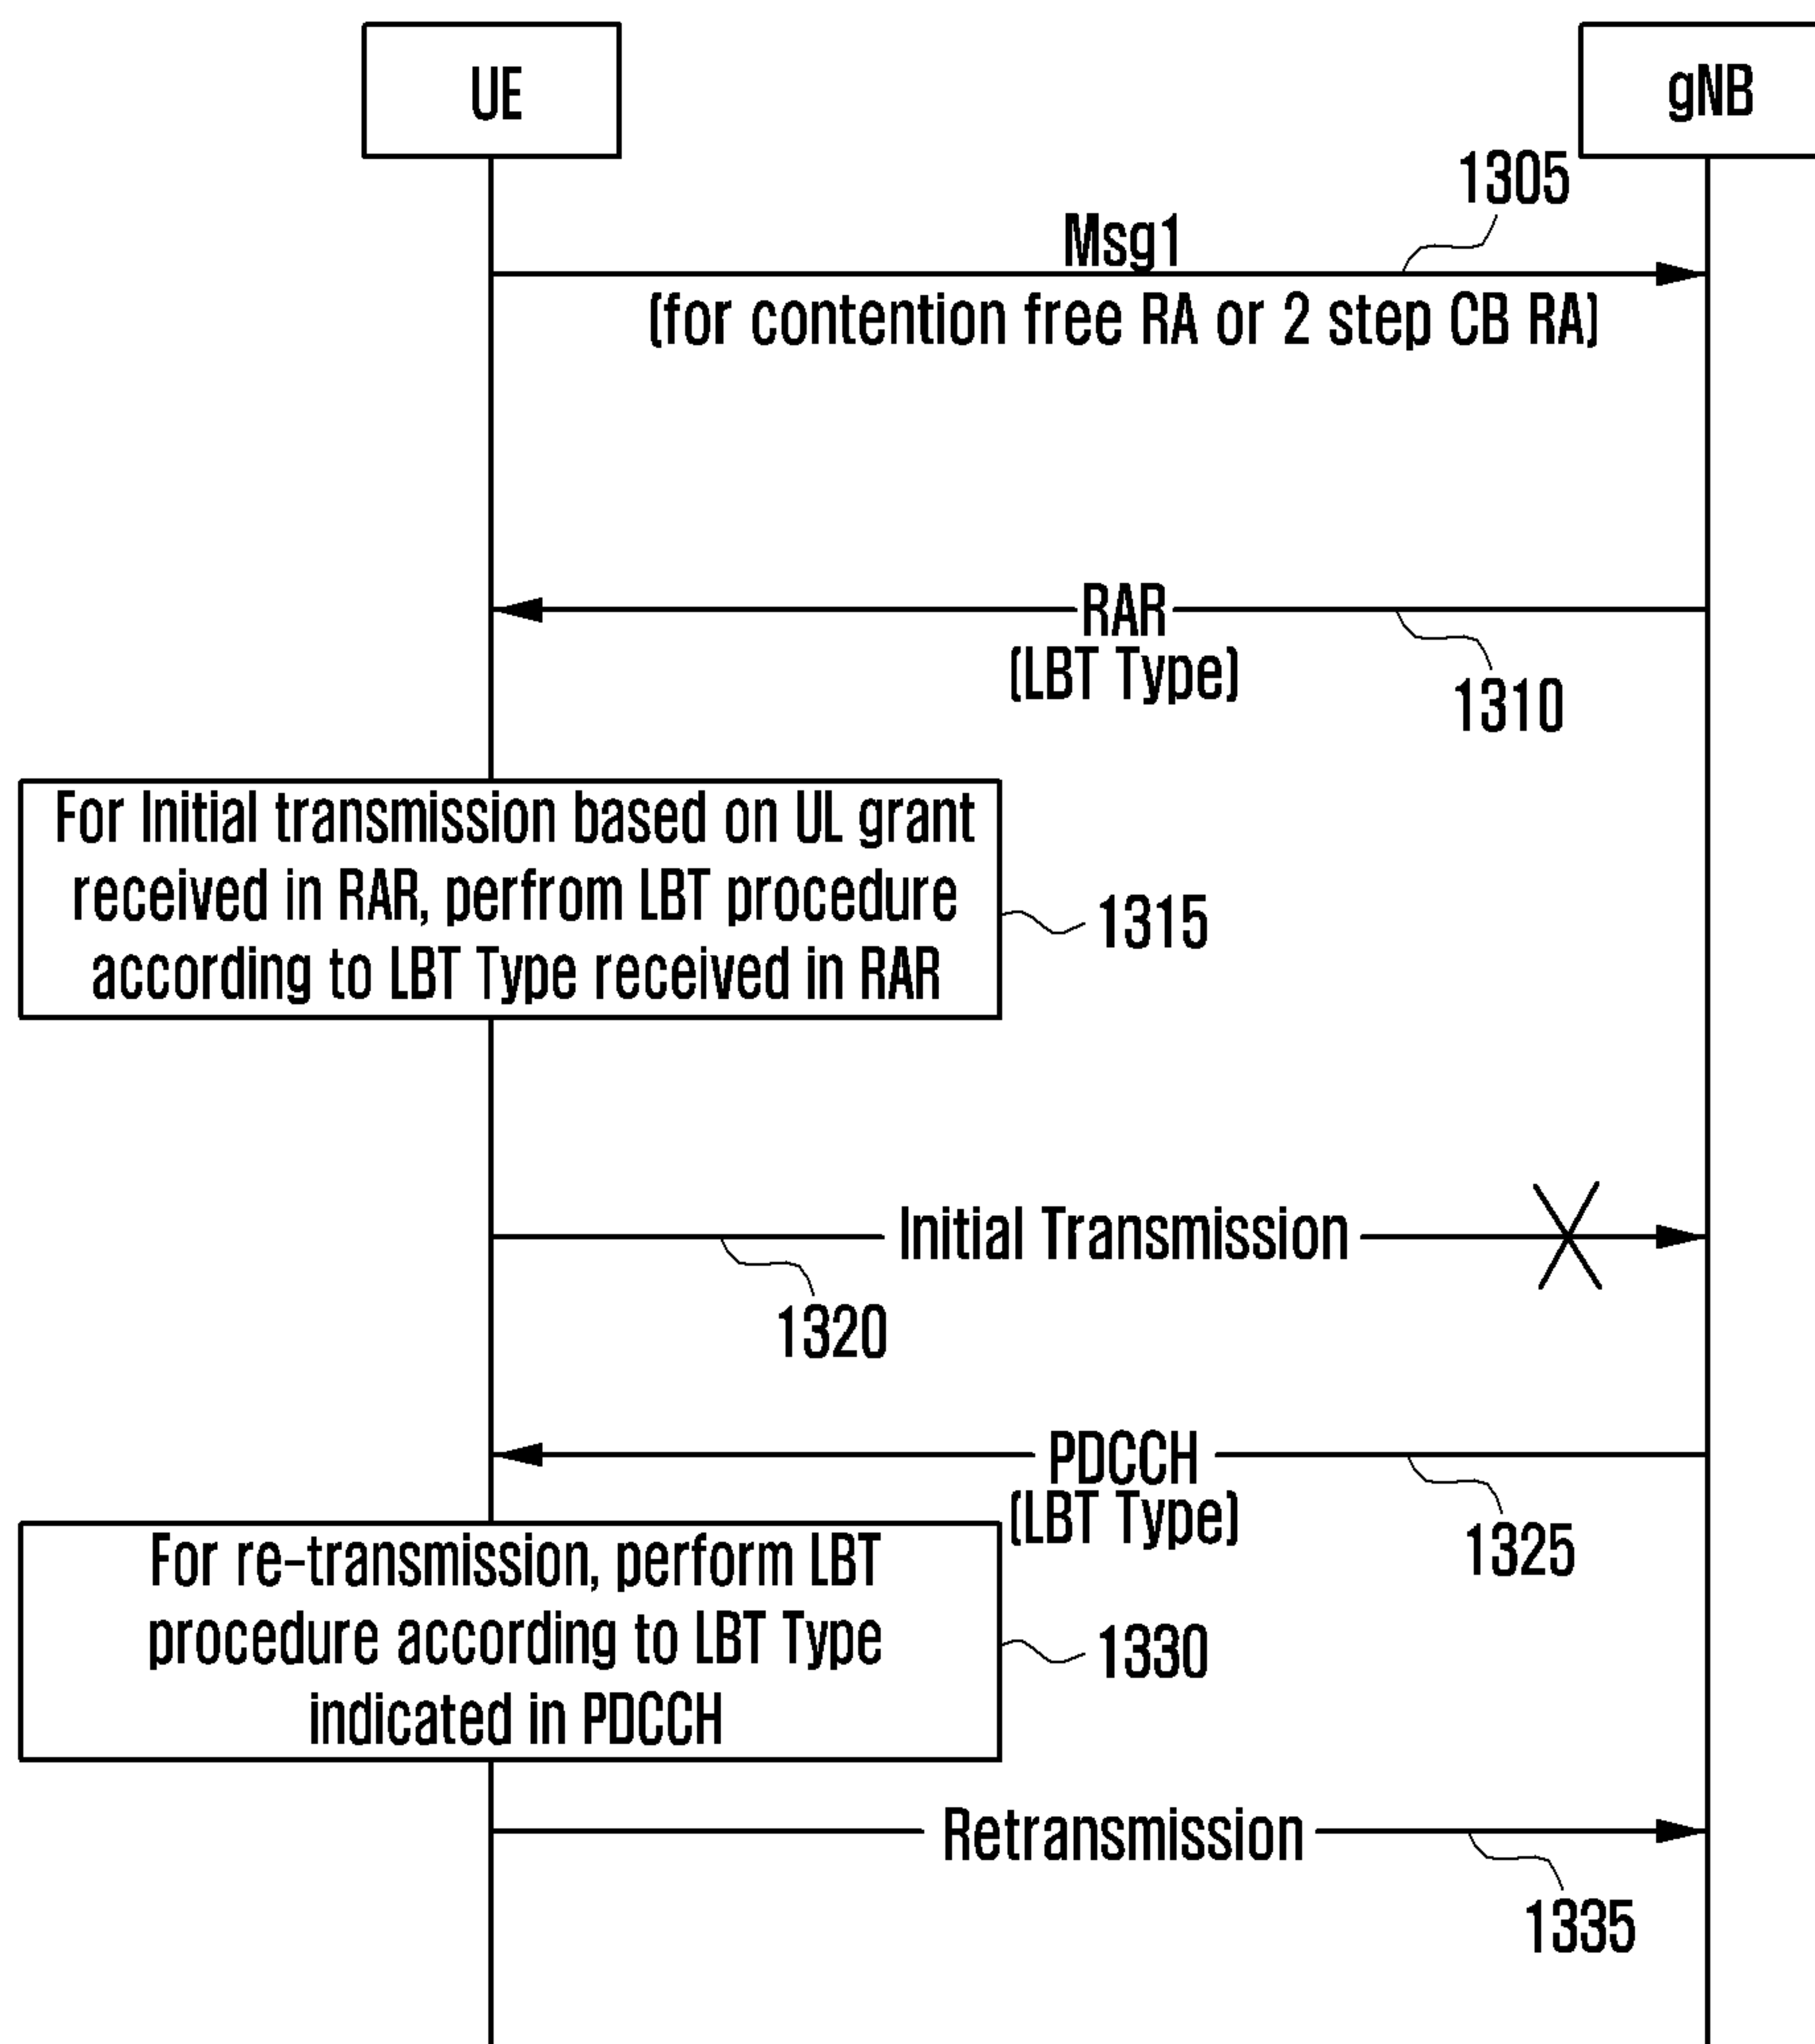 UE
gNB
1305
Msg1
(for contention free RA or 2 step CB RA)
RAR
(LBT Type)
1310
For Initial transmission based on UL grant
received in RAR, perfrom LBT procedure
according to LBT Type received in RAR
1315
Initial Transmission
1320
PDCCH
(LBT Type)
1325
For re-transmission, perform LBT
procedure according to LBT Type
indicated in PDCCH
1330
Retransmission
1335